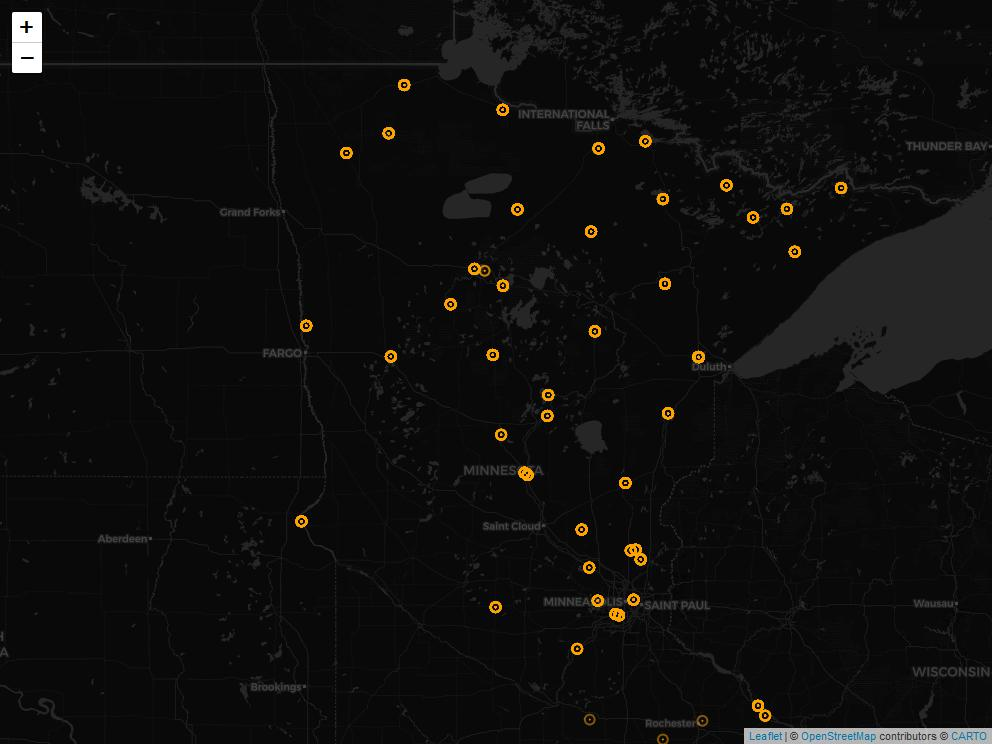 +
−
INTERNATIONAL
FALLS
THUNDER BAY
Grand Forks
FARGO
Duluth
MINNESOTA
Saint Cloud
Aberdeen
MINNEAPOLIS
SAINT PAUL
Wausau
WISCONSIN
Brookings
Rochester
Leaflet | © OpenStreetMap contributors © CARTO